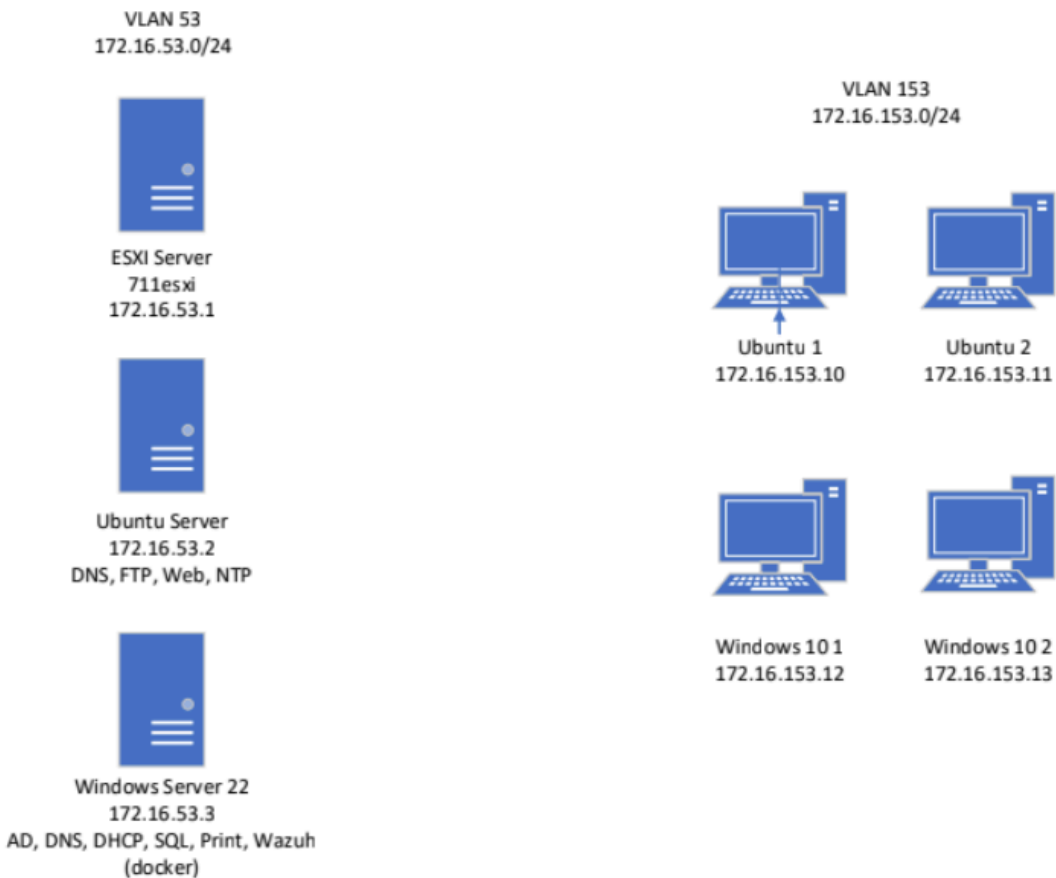 VLAN 53
172.16.53.0/24
ESXI Server
711esxi
172.16.53.1
Ubuntu Server
172.16.53.2
DNS, FTP, Web, NTP
Windows Server 22
172.16.53.3
AD, DNS, DHCP, SQL, Print, Wazuh
(docker)
VLAN 153
172.16.153.0/24
Ubuntu 1
172.16.153.10
Ubuntu 2
172.16.153.11
Windows 10 1
172.16.153.12
Windows 10 2
172.16.153.13